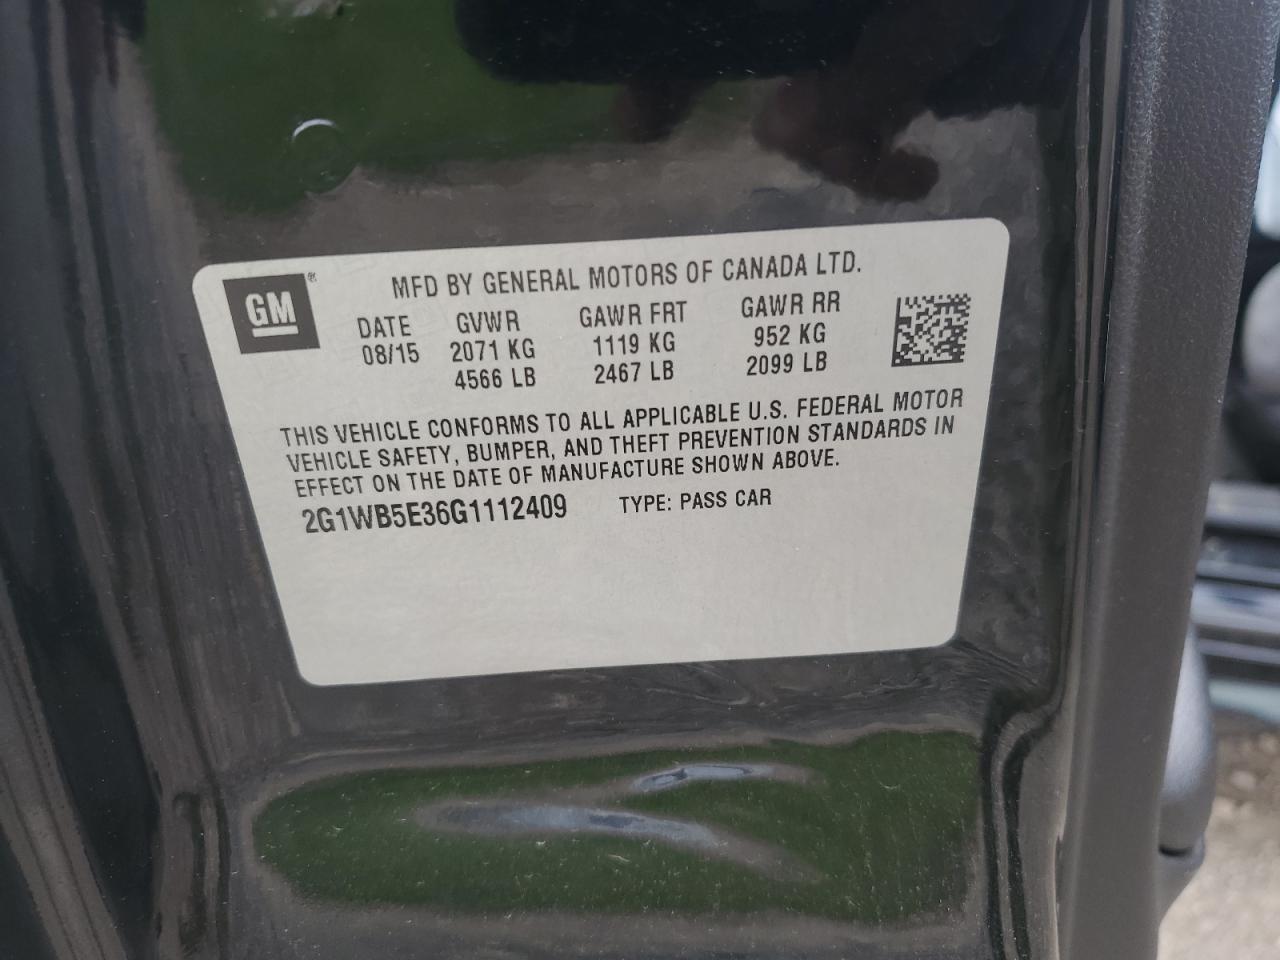 GM ®
MFD BY GENERAL MOTORS OF CANADA LTD.
DATE GVWR GAWR FRT GAWR RR
08/15 2071 KG 1119 KG 952 KG
4566 LB 2467 LB 2099 LB
THIS VEHICLE CONFORMS TO ALL APPLICABLE U.S. FEDERAL MOTOR
VEHICLE SAFETY, BUMPER, AND THEFT PREVENTION STANDARDS IN
EFFECT ON THE DATE OF MANUFACTURE SHOWN ABOVE.
2G1WB5E36G1112409 TYPE: PASS CAR